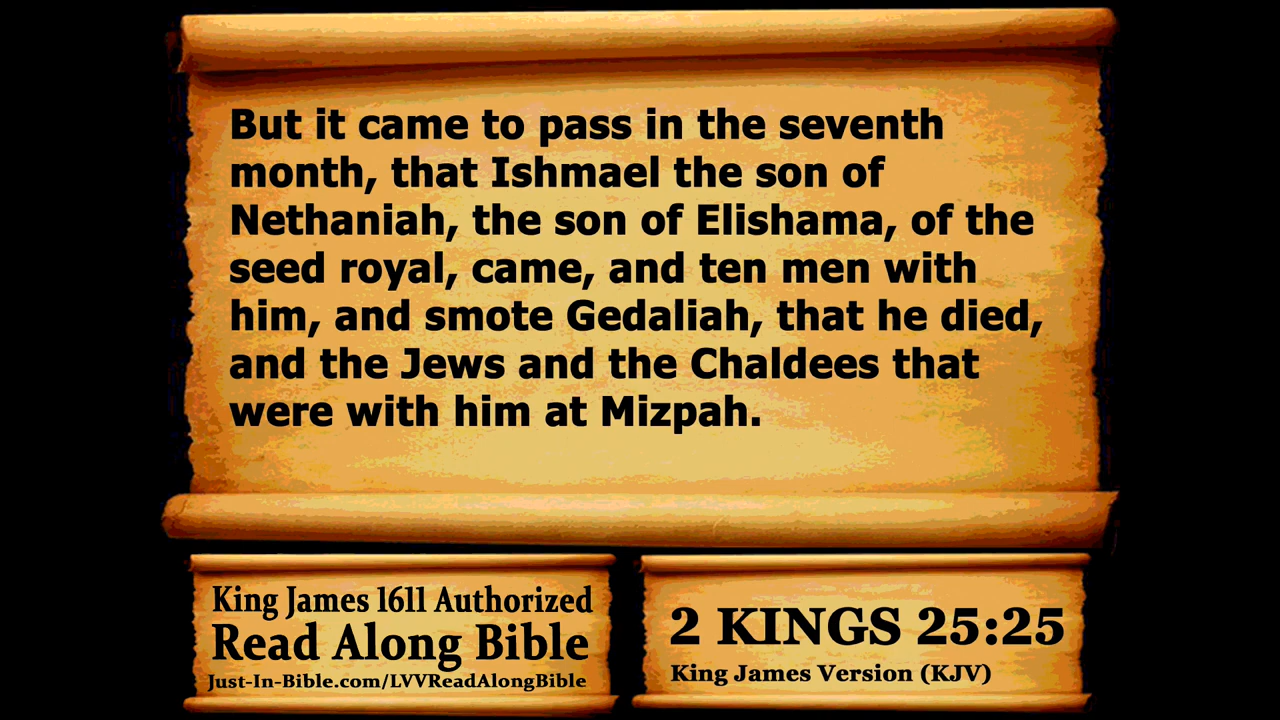 But it came to pass in the seventh
month, that Ishmael the son of
Nethaniah, the son of Elishama, of the
seed royal, came, and ten men with
him, and smote Gedaliah, that he died,
and the Jews and the Chaldees that
were with him at Mizpah.
King James 1611 Authorized
Read Along Bible
Just-In-Bible.com/LVVReadAlongBible
2 KINGS 25:25
King James Version (KJV)